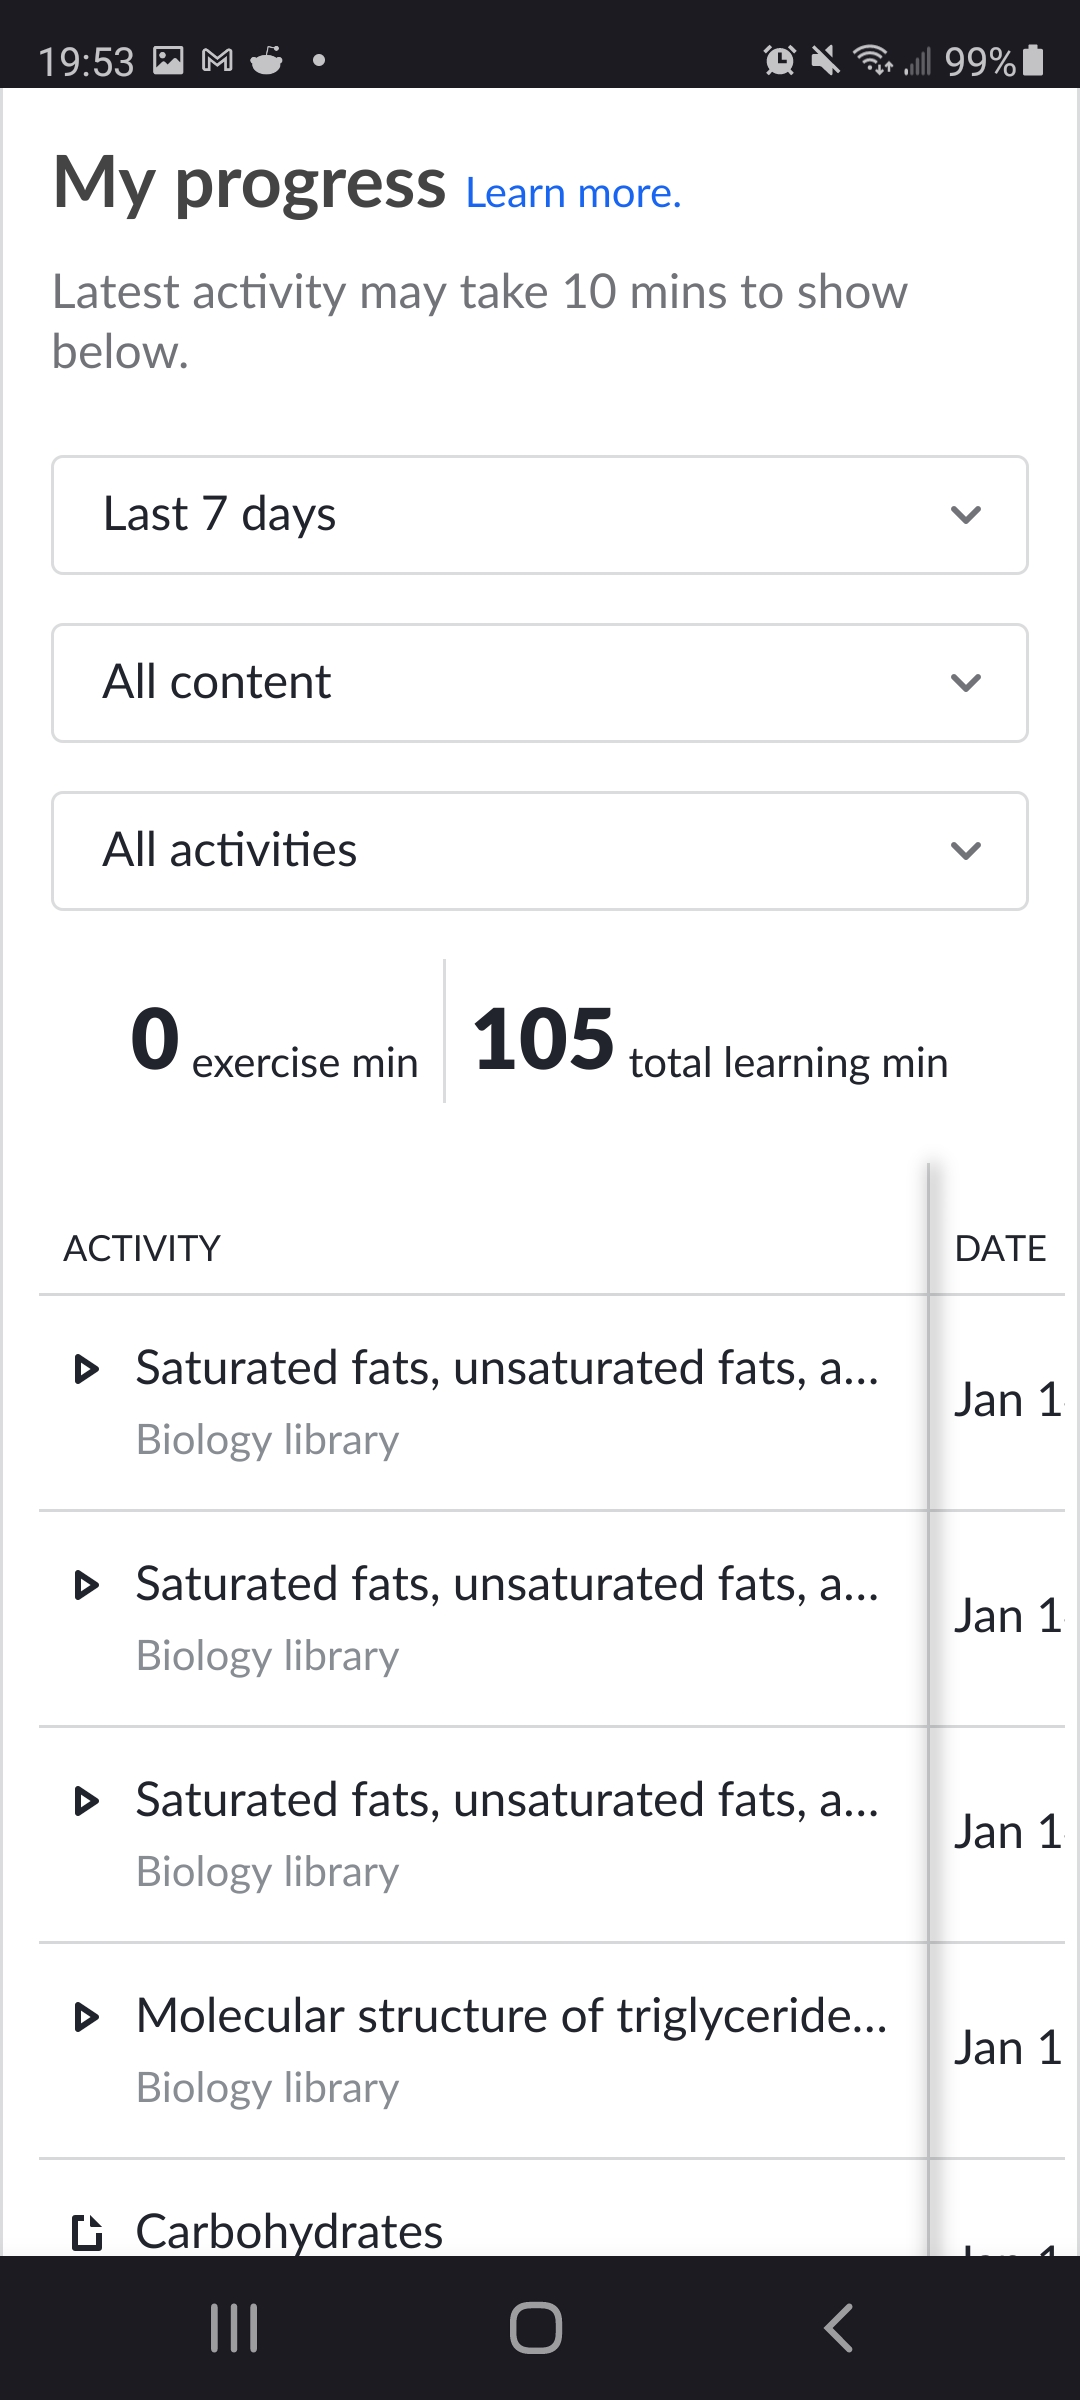 19:53
99%
My progress Learn more.
Latest activity may take 10 mins to show
below.
Last 7 days
All content
All activities
0 exercise min
105 total learning min
ACTIVITY DATE
Saturated fats, unsaturated fats, a...
Biology library
Jan 1
Saturated fats, unsaturated fats, a...
Biology library
Jan 1
Saturated fats, unsaturated fats, a...
Biology library
Jan 1
Molecular structure of triglyceride...
Biology library
Jan 1
Carbohydrates